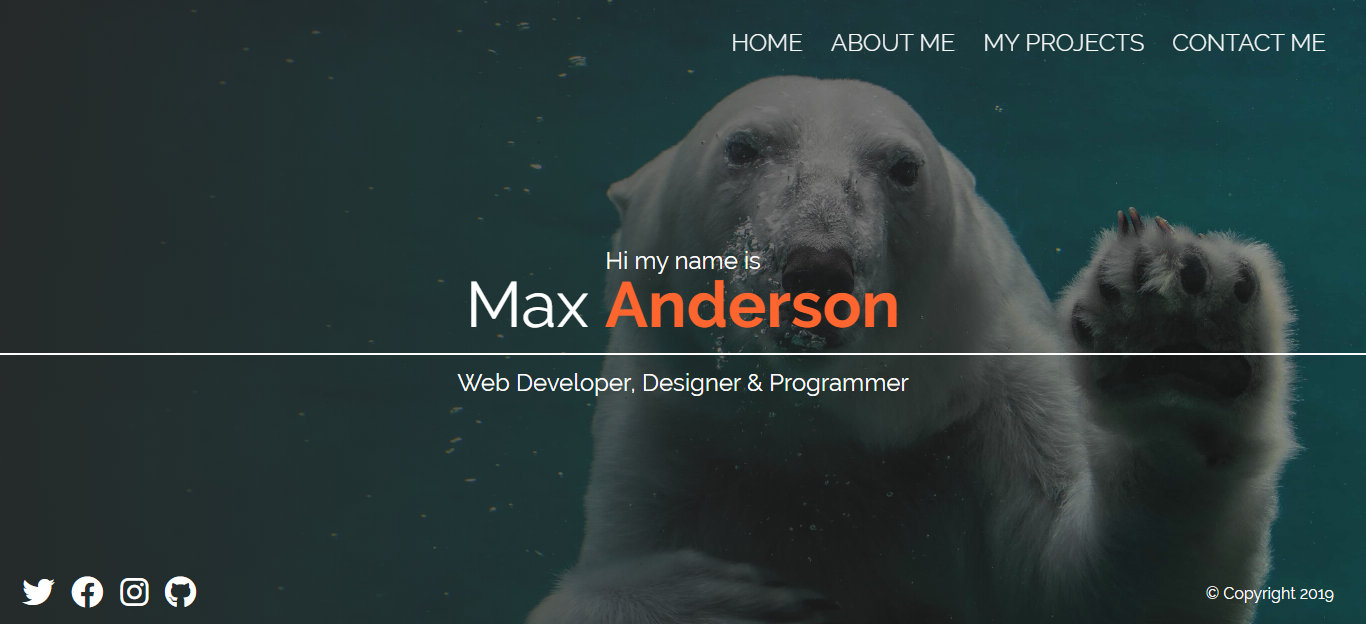 HOME ABOUT ME MY PROJECTS CONTACT ME
Hi my name is
Max Anderson
Web Developer, Designer & Programmer
© Copyright 2019